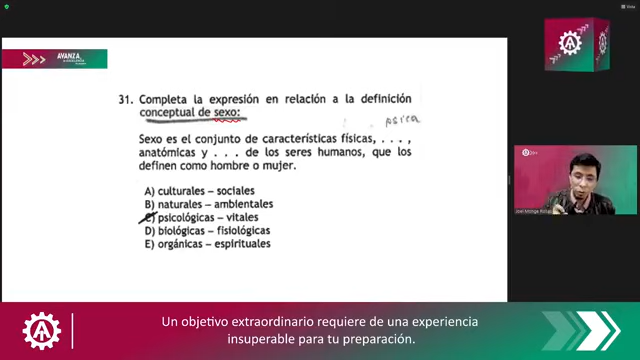 Vista
AVANZA
31. Completa la expresión en relación a la definición
conceptual de sexo:
psica
Sexo es el conjunto de características físicas, . . . ,
anatómicas y . . . de los seres humanos, que los
definen como hombre o mujer.
A) culturales – sociales
B) naturales – ambientales
C) psicológicas – vitales
D) biológicas – fisiológicas
E) orgánicas – espirituales
Un objetivo extraordinario requiere de una experiencia
insuperable para tu preparación.